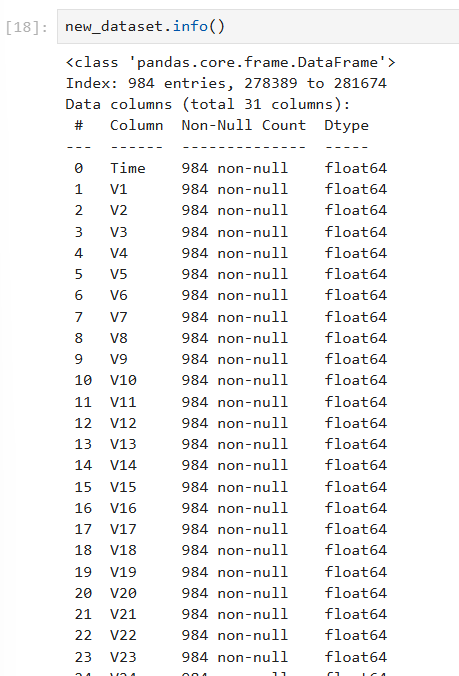 [18]: new_dataset.info()
<class 'pandas.core.frame.DataFrame'>
Index: 984 entries, 278389 to 281674
Data columns (total 31 columns):
 #   Column  Non-Null Count  Dtype
---  ------  --------------  -----
 0   Time    984 non-null    float64
 1   V1      984 non-null    float64
 2   V2      984 non-null    float64
 3   V3      984 non-null    float64
 4   V4      984 non-null    float64
 5   V5      984 non-null    float64
 6   V6      984 non-null    float64
 7   V7      984 non-null    float64
 8   V8      984 non-null    float64
 9   V9      984 non-null    float64
 10  V10     984 non-null    float64
 11  V11     984 non-null    float64
 12  V12     984 non-null    float64
 13  V13     984 non-null    float64
 14  V14     984 non-null    float64
 15  V15     984 non-null    float64
 16  V16     984 non-null    float64
 17  V17     984 non-null    float64
 18  V18     984 non-null    float64
 19  V19     984 non-null    float64
 20  V20     984 non-null    float64
 21  V21     984 non-null    float64
 22  V22     984 non-null    float64
 23  V23     984 non-null    float64